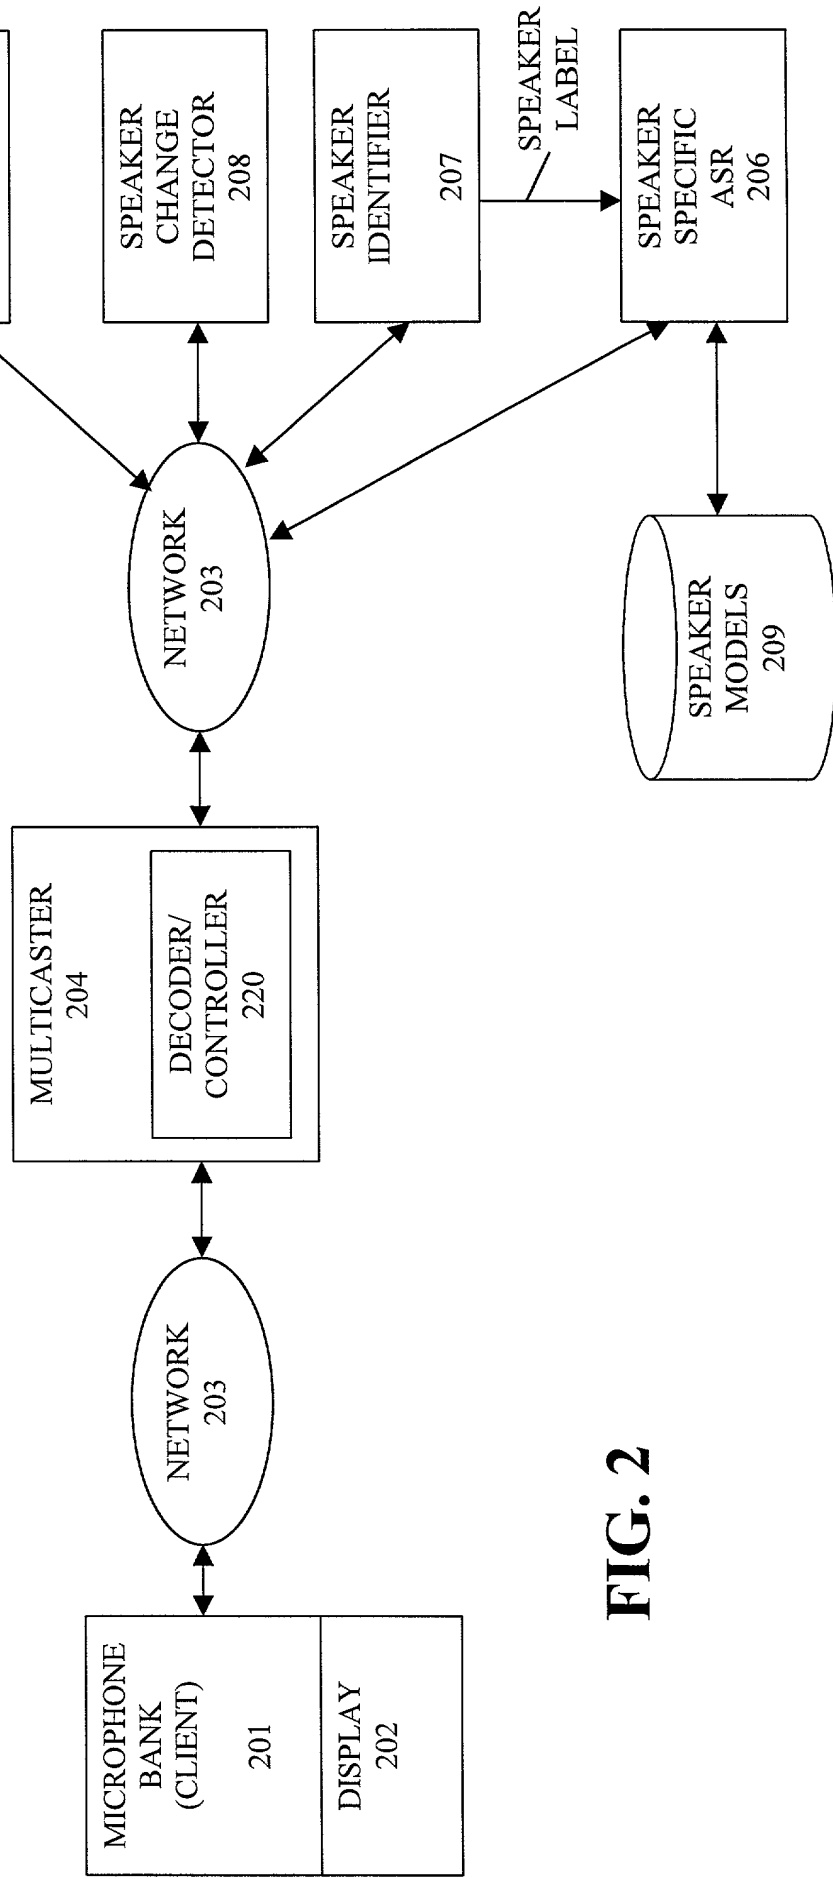 MICROPHONE
BANK
(CLIENT)
201
DISPLAY
202
NETWORK
203
MULTICASTER
204
DECODER/
CONTROLLER
220
NETWORK
203
SPEAKER
CHANGE
DETECTOR
208
SPEAKER
IDENTIFIER
207
SPEAKER
LABEL
SPEAKER
SPECIFIC
ASR
206
SPEAKER
MODELS
209
FIG. 2